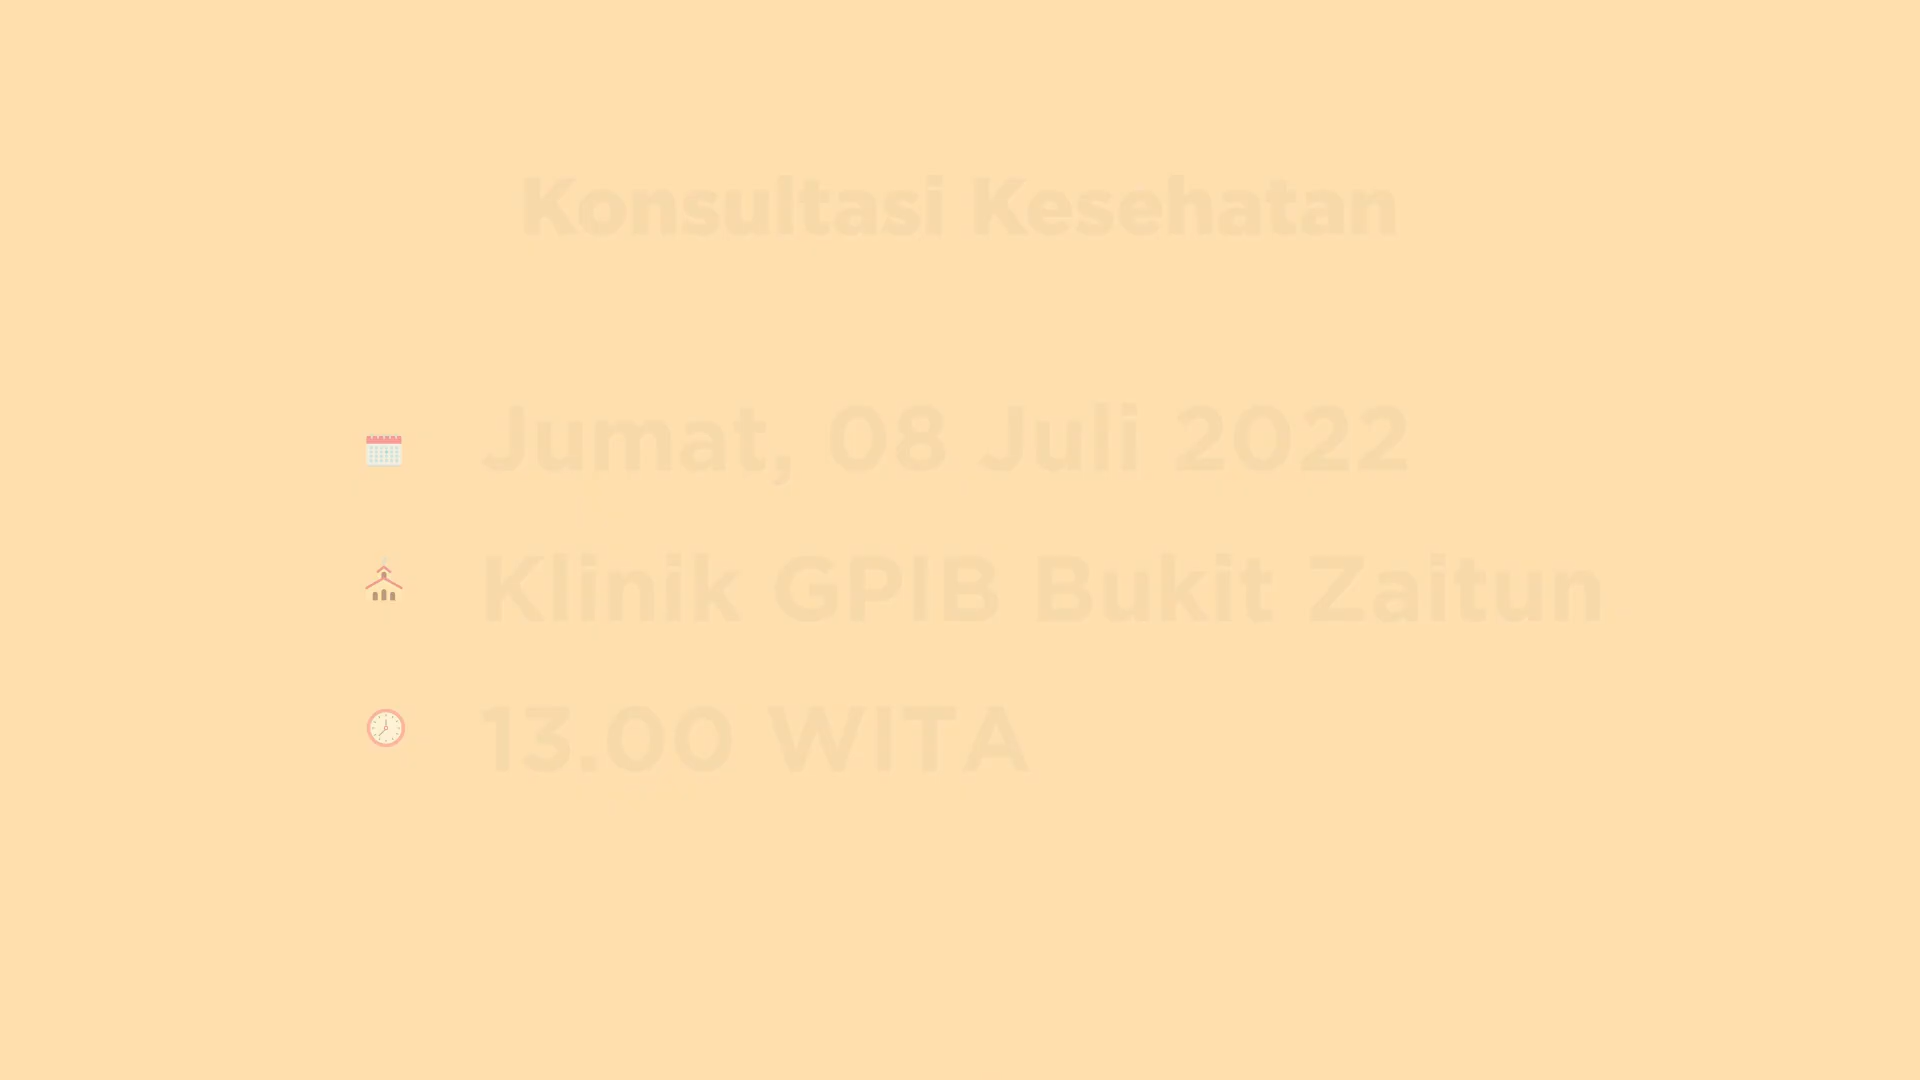 Konsultasi Kesehatan
Jumat, 08 Juli 2022
Klinik GPIB Bukit Zaitun
13.00 WITA